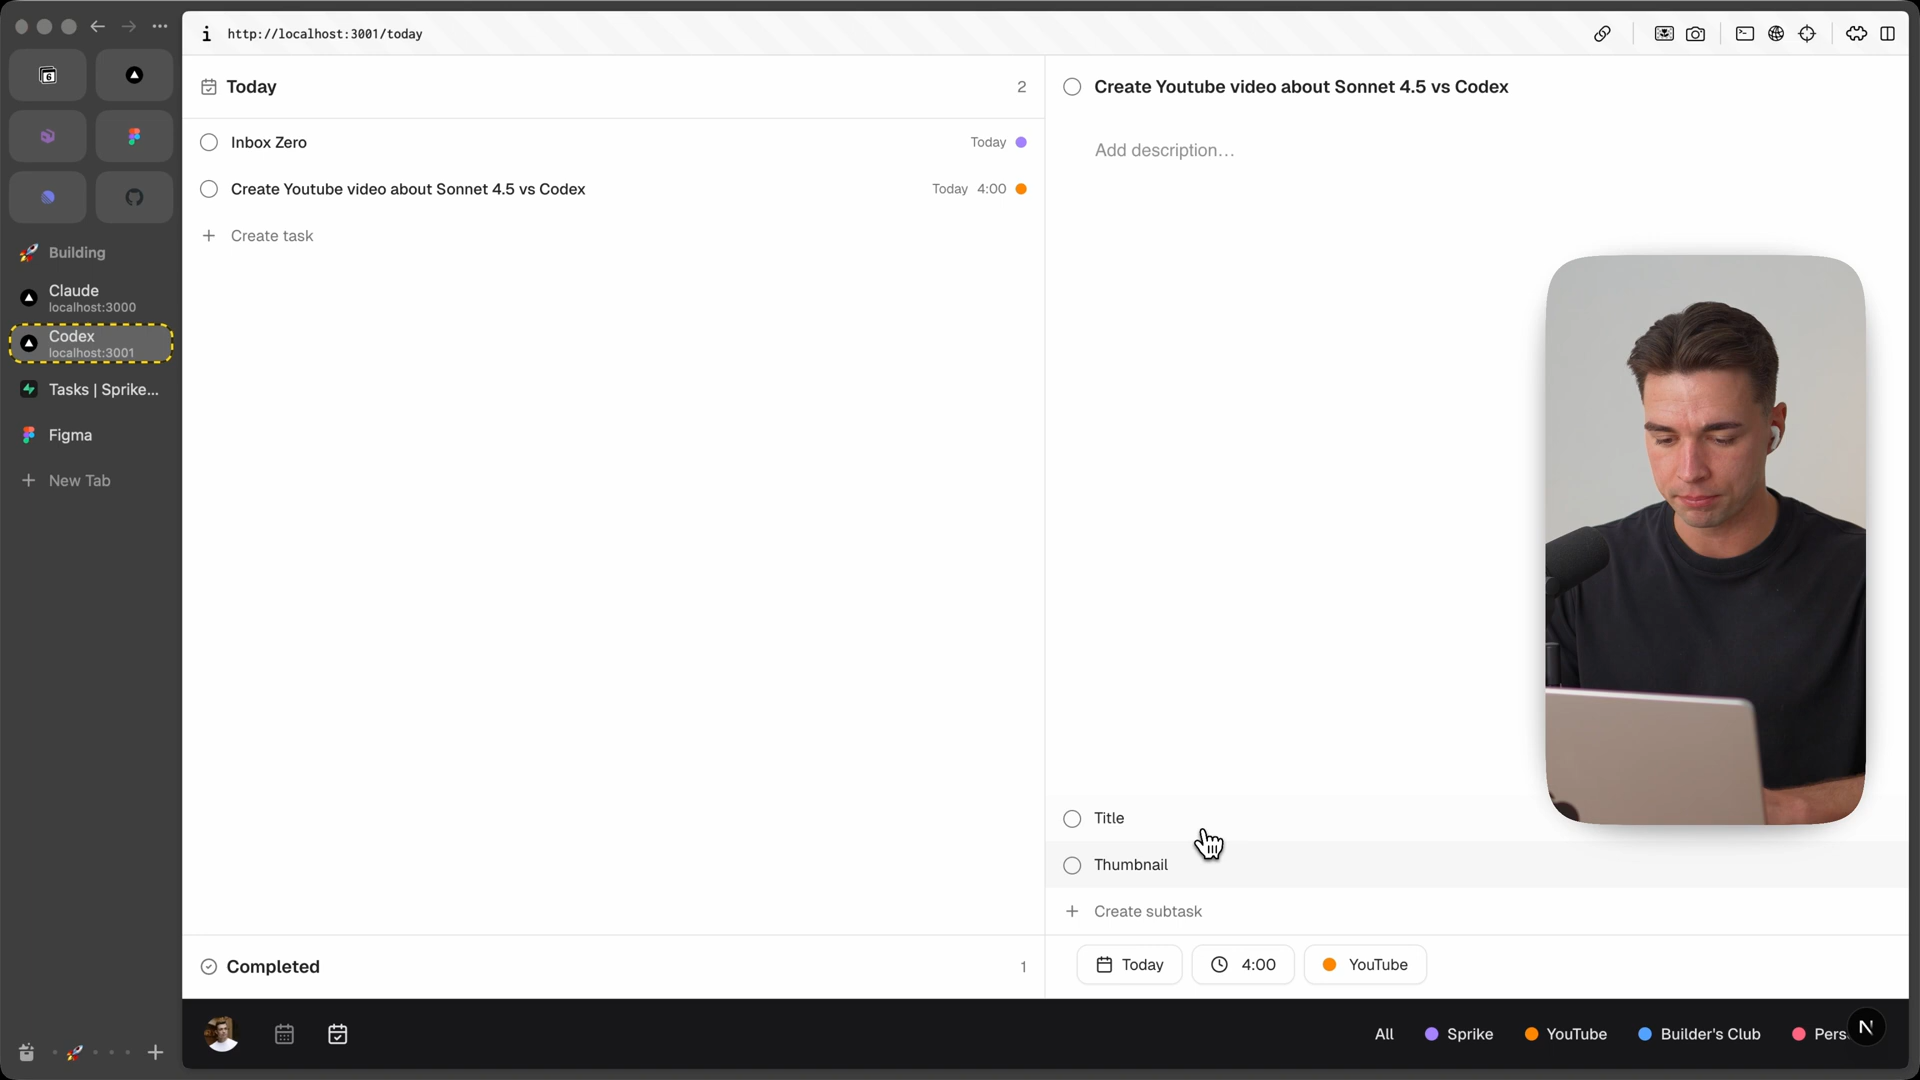 http://localhost:3001/today
6
Building
Claude
localhost:3000
Codex
localhost:3001
Tasks | Sprike...
Figma
New Tab
Today
2
Inbox Zero
Today
Create Youtube video about Sonnet 4.5 vs Codex
Today 4:00
Create task
Completed
1
Create Youtube video about Sonnet 4.5 vs Codex
Add description...
Title
Thumbnail
Create subtask
Today
4:00
YouTube
All
Sprike
YouTube
Builder's Club
Pers
N